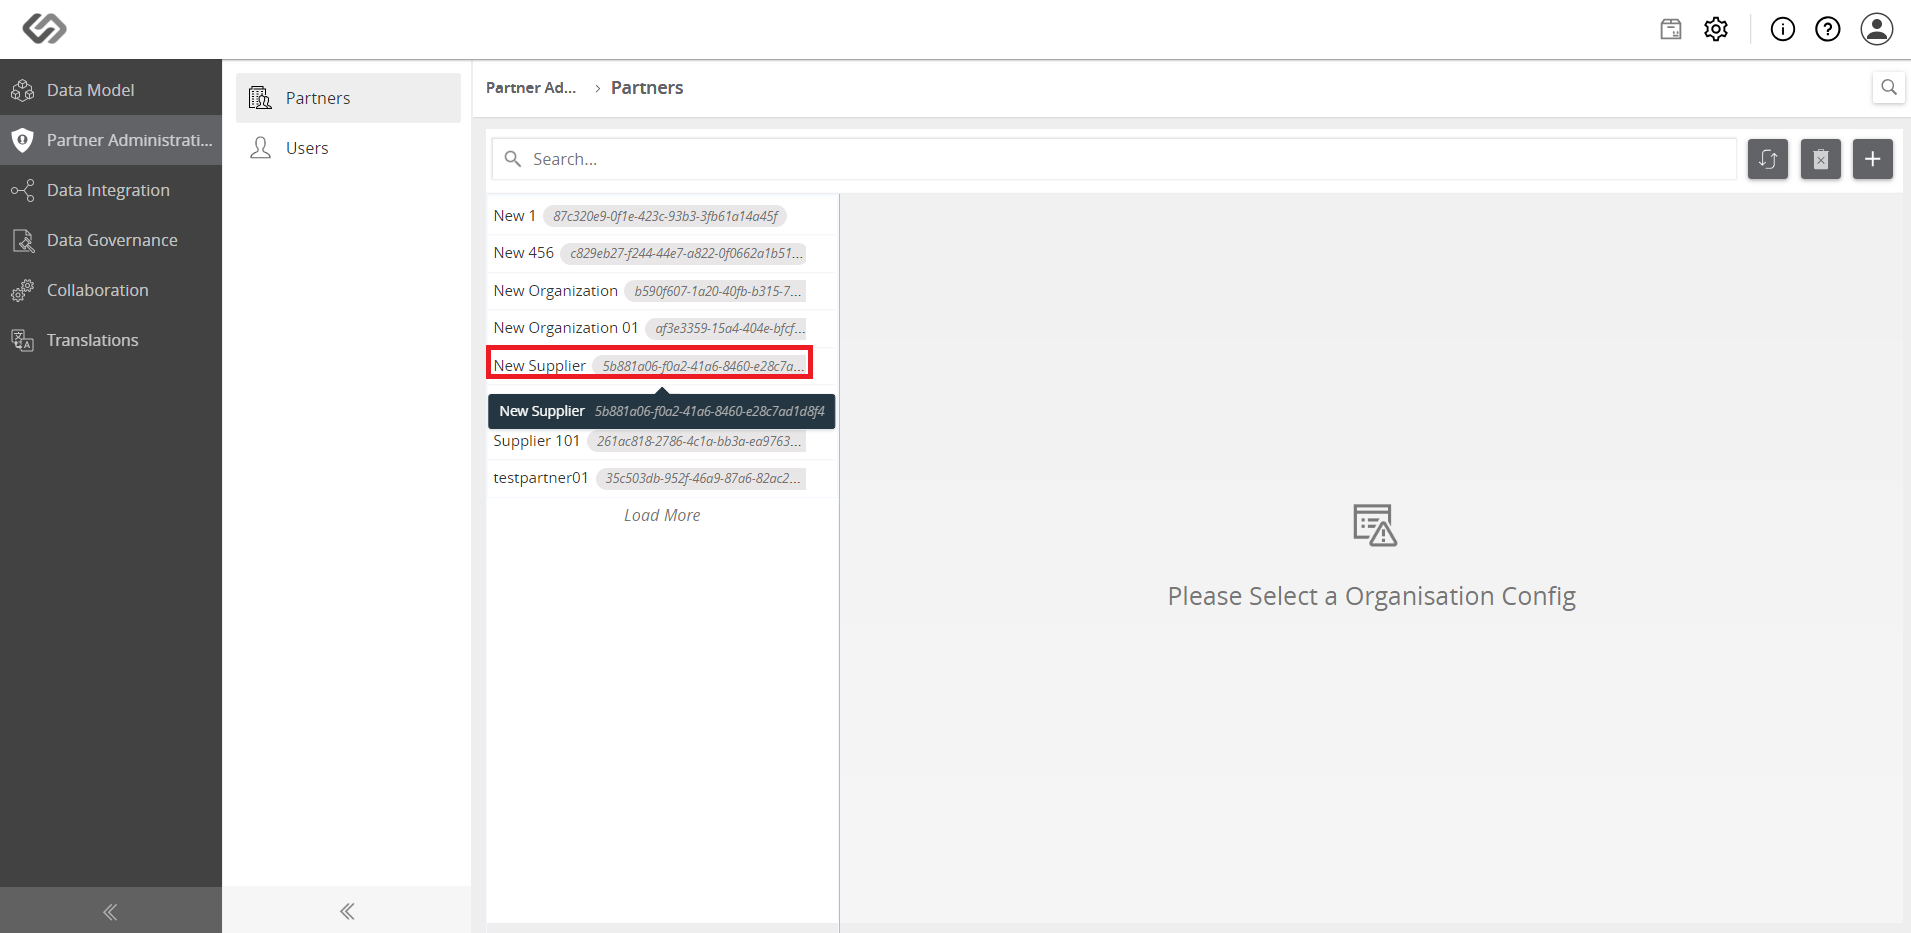 Data Model
Partner Administrati...
Data Integration
Data Governance
Collaboration
Translations
Partners
Users
Partner Ad... > Partners
Search...
New 1 87c320e9-0f1e-423c-93b3-3fb61a14a45f
New 456 c829eb27-f244-44e7-a822-0f0662a1b51...
New Organization b590f607-1a20-40fb-b315-7...
New Organization 01 af3e3359-15a4-404e-bfcf...
New Supplier 5b881a06-f0a2-41a6-8460-e28c7a...
New Supplier 5b881a06-f0a2-41a6-8460-e28c7ad1d8f4
Supplier 101 261ac818-2786-4c1a-bb3a-ea9763...
testpartner01 35c503db-952f-46a9-87a6-82ac2...
Load More
Please Select a Organisation Config